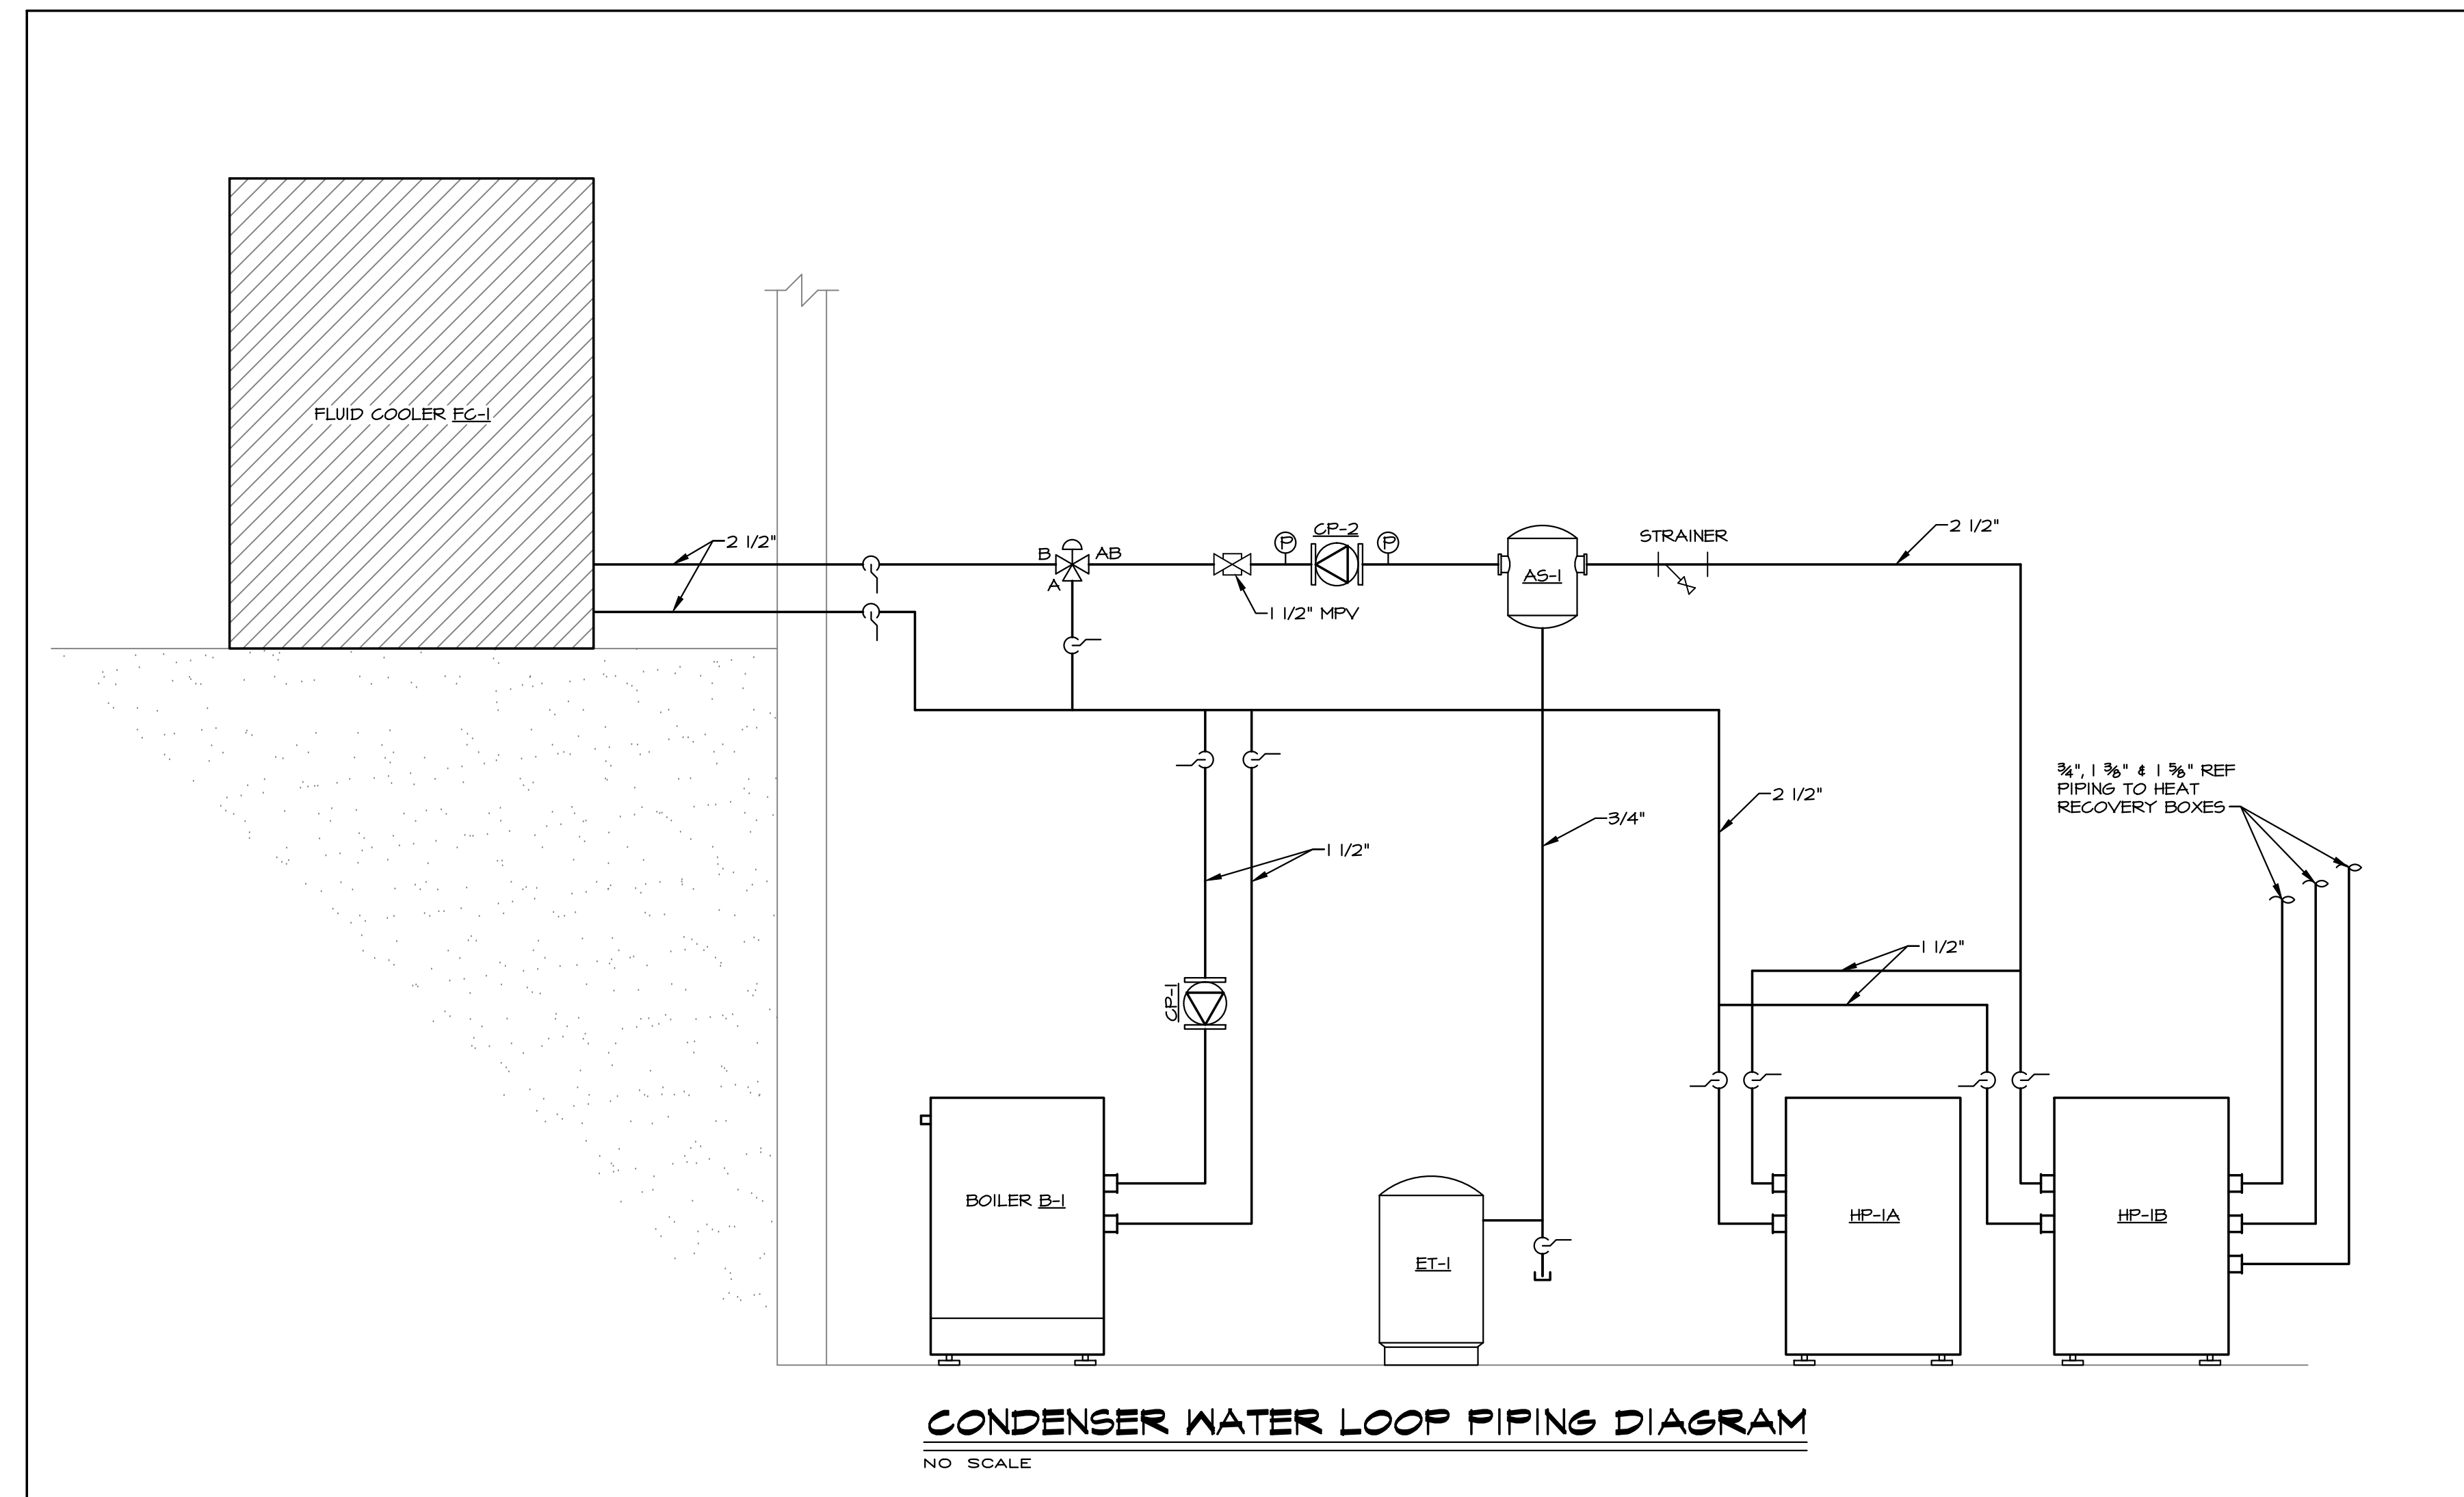 FLUID COOLER FC-1
2 1/2"
B
AB
A
1 1/2" MPV
P
CP-2
P
AS-1
STRAINER
2 1/2"
1 1/2"
CP-1
3/4"
2 1/2"
1 1/2"
¾", 1 ⅜" & 1 ⅝" REF
PIPING TO HEAT
RECOVERY BOXES
BOILER B-1
ET-1
HP-1A
HP-1B
CONDENSER WATER LOOP PIPING DIAGRAM
NO SCALE